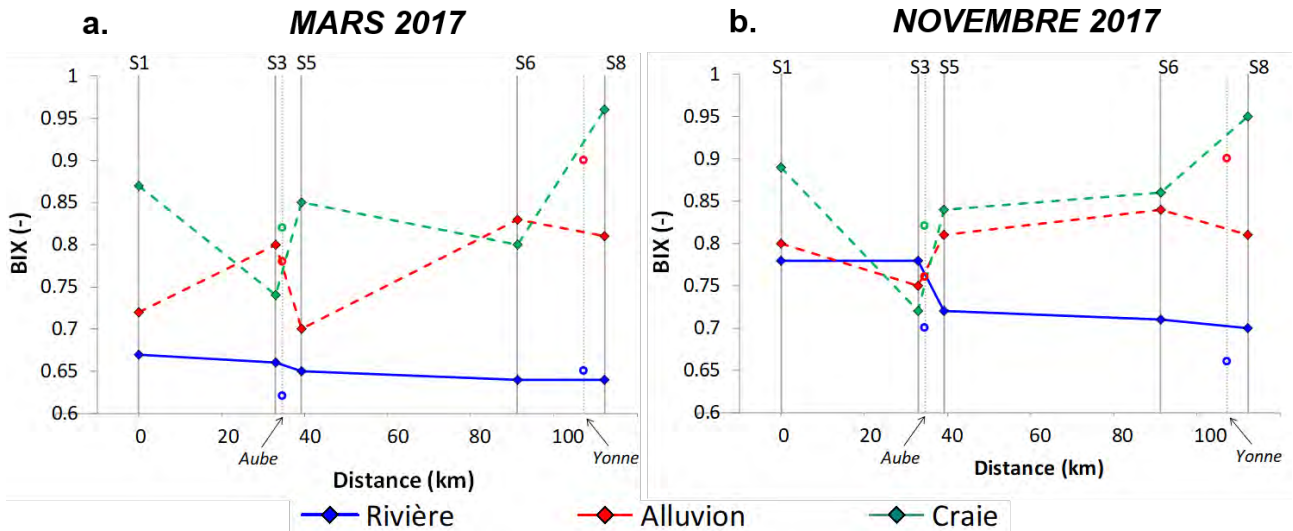 a. MARS 2017
b. NOVEMBRE 2017
S1 S3 S5 S6 S8
1
0.95
0.9
0.85
0.8
0.75
0.7
0.65
0.6
BIX (-)
0 20 40 60 80 100
Aube Yonne
Distance (km)
S1 S3 S5 S6 S8
1
0.95
0.9
0.85
0.8
0.75
0.7
0.65
0.6
BIX (-)
0 20 40 60 80 100
Aube Yonne
Distance (km)
Rivière Alluvion Craie